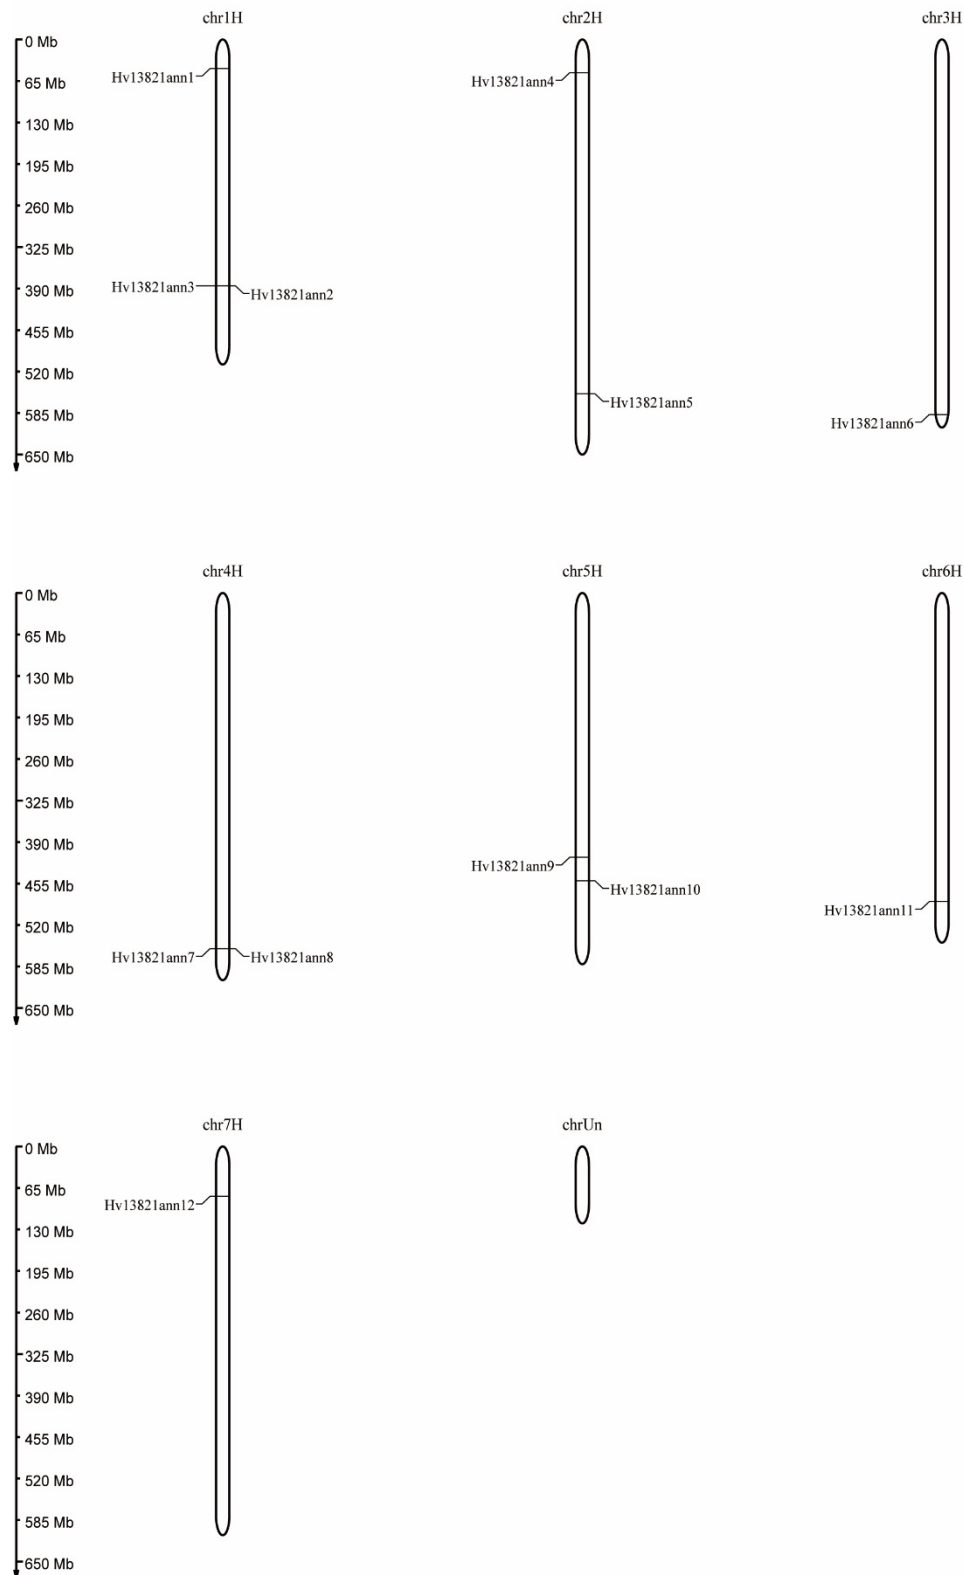 chr1H chr2H chr3H
0 Mb
65 Mb
Hv13821ann1
Hv13821ann4
130 Mb
195 Mb
260 Mb
325 Mb
390 Mb
Hv13821ann3
Hv13821ann2
455 Mb
520 Mb
585 Mb
Hv13821ann5
Hv13821ann6
650 Mb
chr4H chr5H chr6H
0 Mb
65 Mb
130 Mb
195 Mb
260 Mb
325 Mb
390 Mb
Hv13821ann9
455 Mb
Hv13821ann10
Hv13821ann11
520 Mb
Hv13821ann7
Hv13821ann8
585 Mb
650 Mb
chr7H chrUn
0 Mb
65 Mb
Hv13821ann12
130 Mb
195 Mb
260 Mb
325 Mb
390 Mb
455 Mb
520 Mb
585 Mb
650 Mb